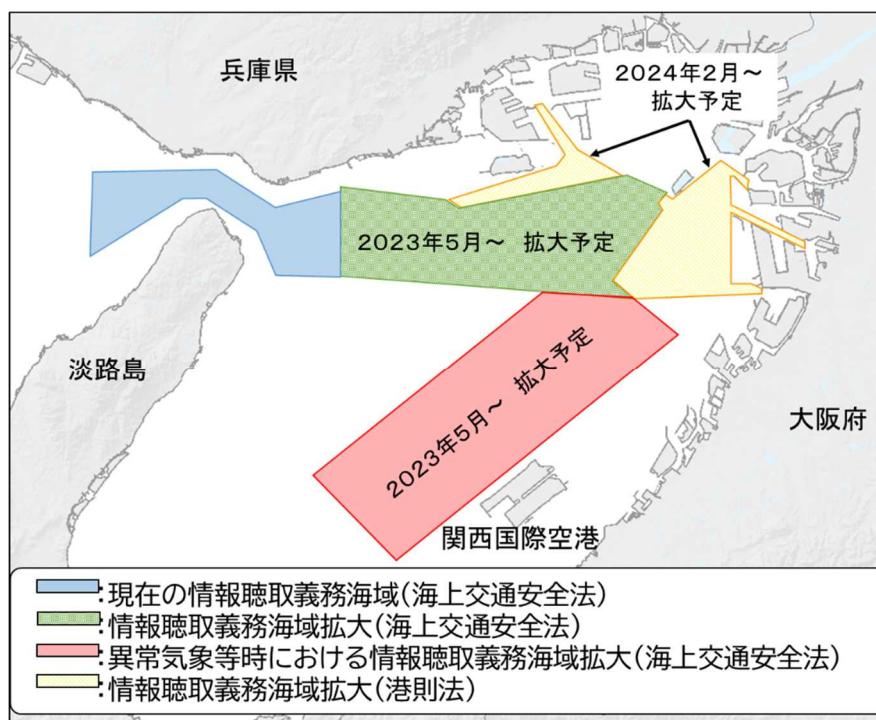 兵庫県
2024年2月～
拡大予定
2023年5月～ 拡大予定
淡路島
2023年5月～ 拡大予定
大阪府
関西国際空港
:現在の情報聴取義務海域(海上交通安全法)
:情報聴取義務海域拡大(海上交通安全法)
:異常気象等時における情報聴取義務海域拡大(海上交通安全法)
:情報聴取義務海域拡大(港則法)